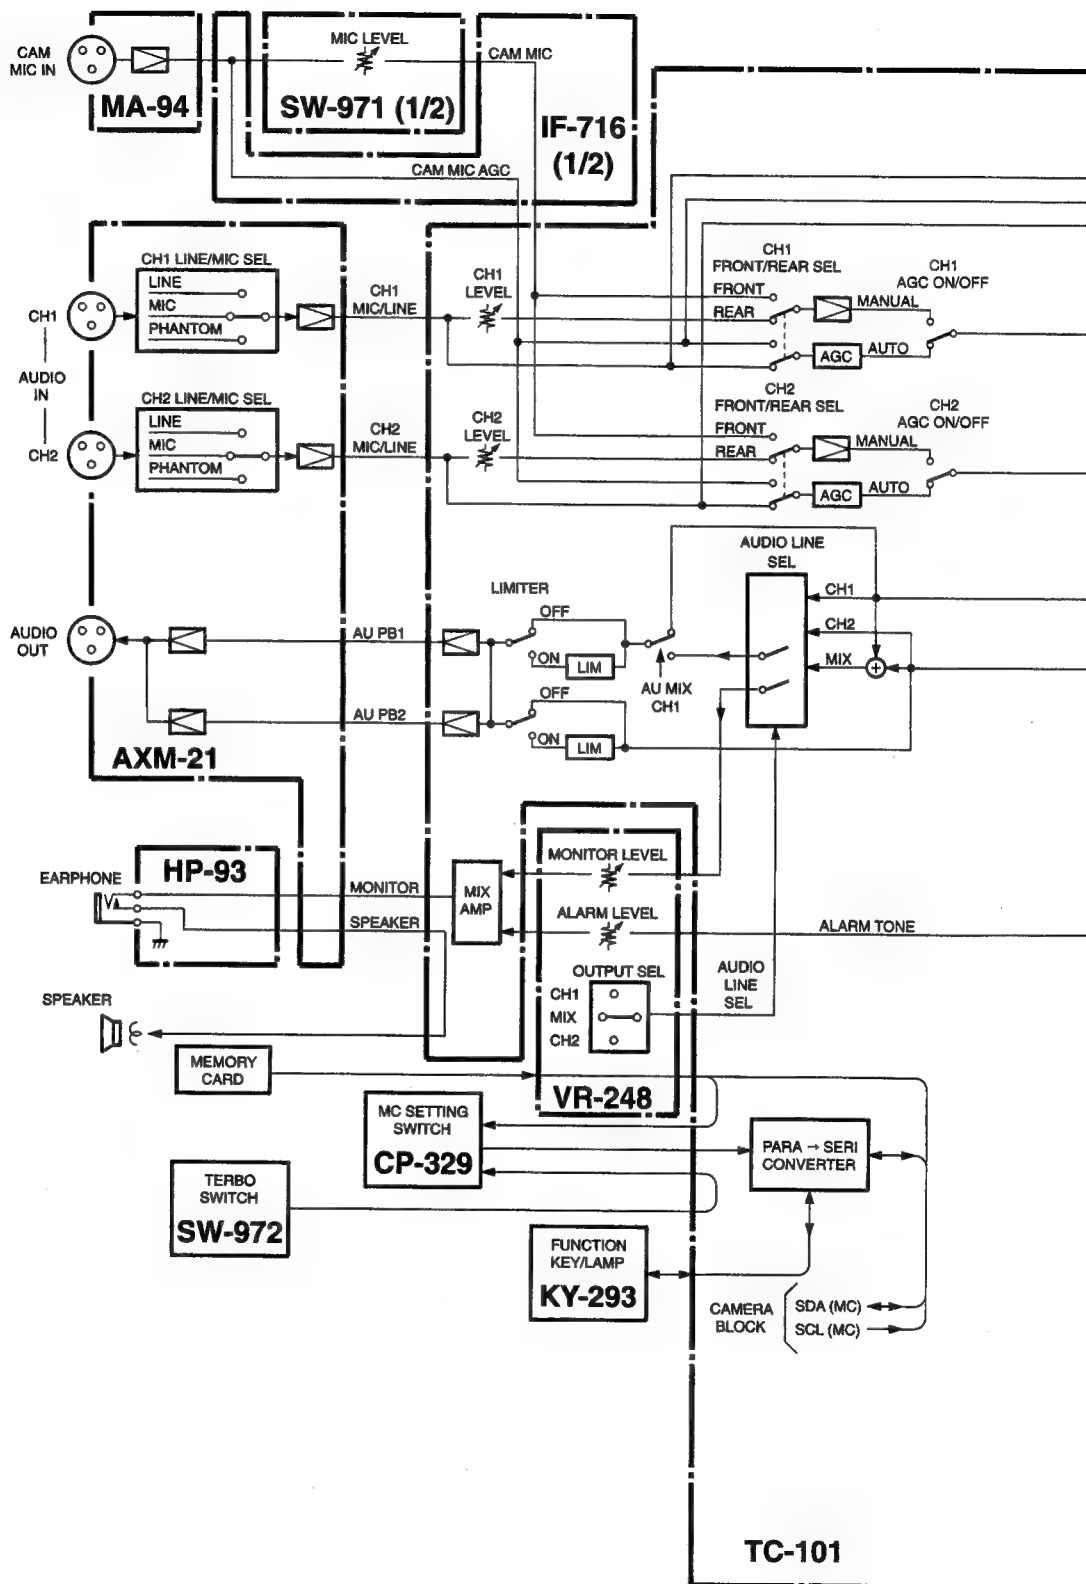 CAM
MIC IN
MA-94
MIC LEVEL
SW-971 (1/2)
CAM MIC
IF-716
(1/2)
CAM MIC AGC
CH1 LINE/MIC SEL
LINE
MIC
PHANTOM
CH1
AUDIO
IN
CH2
CH1
MIC/LINE
CH1
LEVEL
CH1
FRONT/REAR SEL
FRONT
REAR
CH1
AGC ON/OFF
MANUAL
AGC
AUTO
CH2 LINE/MIC SEL
LINE
MIC
PHANTOM
CH2
MIC/LINE
CH2
LEVEL
CH2
FRONT/REAR SEL
FRONT
REAR
CH2
AGC ON/OFF
MANUAL
AGC
AUTO
AUDIO LINE
SEL
CH1
CH2
MIX
+
LIMITER
OFF
ON
LIM
AU MIX
CH1
OFF
ON
LIM
AUDIO
OUT
AU PB1
AU PB2
AXM-21
HP-93
EARPHONE
MONITOR
SPEAKER
MIX
AMP
MONITOR LEVEL
ALARM LEVEL
ALARM TONE
OUTPUT SEL
CH1
MIX
CH2
AUDIO
LINE
SEL
VR-248
SPEAKER
MEMORY
CARD
MC SETTING
SWITCH
CP-329
TERBO
SWITCH
SW-972
PARA → SERI
CONVERTER
FUNCTION
KEY/LAMP
KY-293
CAMERA
BLOCK
SDA (MC)
SCL (MC)
TC-101